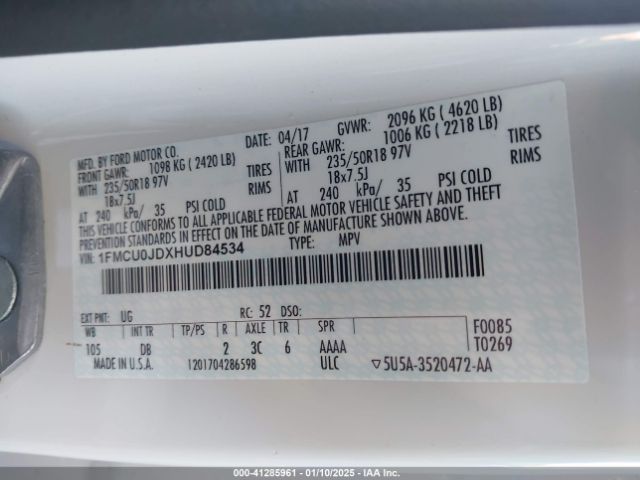 MFD. BY FORD MOTOR CO. DATE: 04/17 GVWR: 2096 KG ( 4620 LB)
FRONT GAWR: 1098 KG ( 2420 LB) REAR GAWR: 1006 KG ( 2218 LB)
WITH 235/50R18 97V TIRES WITH 235/50R18 97V TIRES
18x7.5J RIMS 18x7.5J RIMS
AT 240 kPa/ 35 PSI COLD AT 240 kPa/ 35 PSI COLD
THIS VEHICLE CONFORMS TO ALL APPLICABLE FEDERAL MOTOR VEHICLE SAFETY AND THEFT
PREVENTION STANDARDS IN EFFECT ON THE DATE OF MANUFACTURE SHOWN ABOVE.
VIN: 1FMCU0JDXHUD84534 TYPE: MPV
EXT PNT: UG RC: 52 DSO:
WB INT TR TP/PS R AXLE TR SPR F0085
105 DB 2 3C 6 AAAA T0269
MADE IN U.S.A. 1201704286598 ULC ▽5U5A-3520472-AA
000-41285961 - 01/10/2025 - IAA Inc.